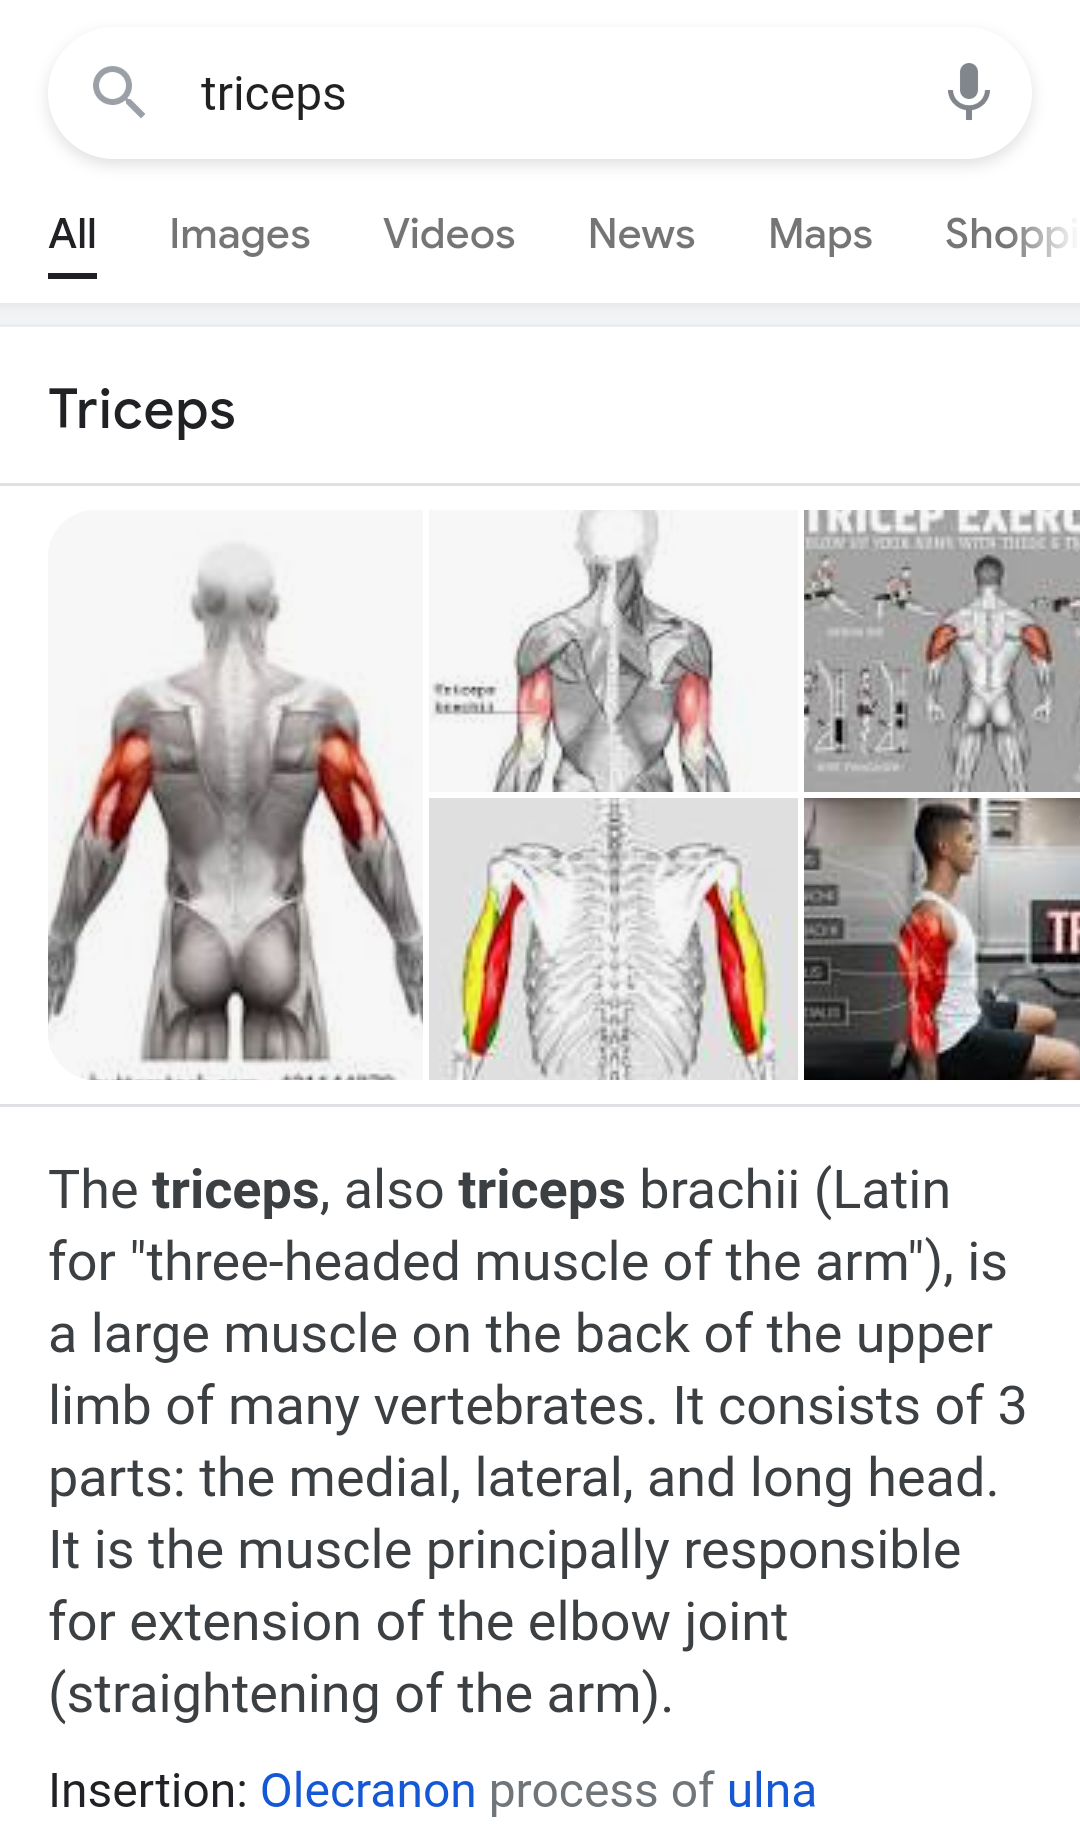 triceps
All Images Videos News Maps Shoppi
Triceps
Triceps
brachii
TRICEP EXERC
The triceps, also triceps brachii (Latin
for "three-headed muscle of the arm"), is
a large muscle on the back of the upper
limb of many vertebrates. It consists of 3
parts: the medial, lateral, and long head.
It is the muscle principally responsible
for extension of the elbow joint
(straightening of the arm).
Insertion: Olecranon process of ulna